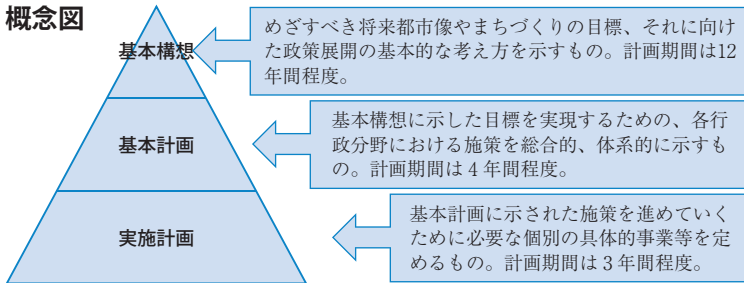 概念図
基本構想
めざすべき将来都市像やまちづくりの目標、それに向け
た政策展開の基本的な考え方を示すもの。計画期間は12
年間程度。
基本計画
基本構想に示した目標を実現するための、各行
政分野における施策を総合的、体系的に示すも
の。計画期間は４年間程度。
実施計画
基本計画に示された施策を進めていく
ために必要な個別の具体的事業等を定
めるもの。計画期間は３年間程度。